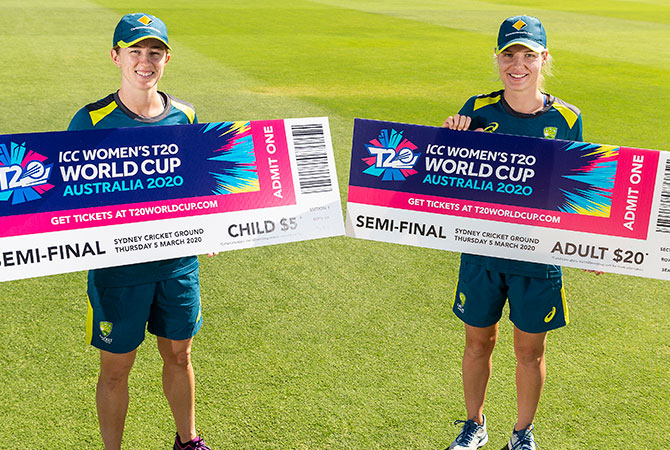 T20
ICC WOMEN'S T20
WORLD CUP
AUSTRALIA 2020
ADMIT ONE
GET TICKETS AT T20WORLDCUP.COM
SEMI-FINAL
SYDNEY CRICKET GROUND
THURSDAY 5 MARCH 2020
CHILD $5*
T20
ICC WOMEN'S T20
WORLD CUP
AUSTRALIA 2020
ADMIT ONE
GET TICKETS AT T20WORLDCUP.COM
SEMI-FINAL
SYDNEY CRICKET GROUND
THURSDAY 5 MARCH 2020
ADULT $20*